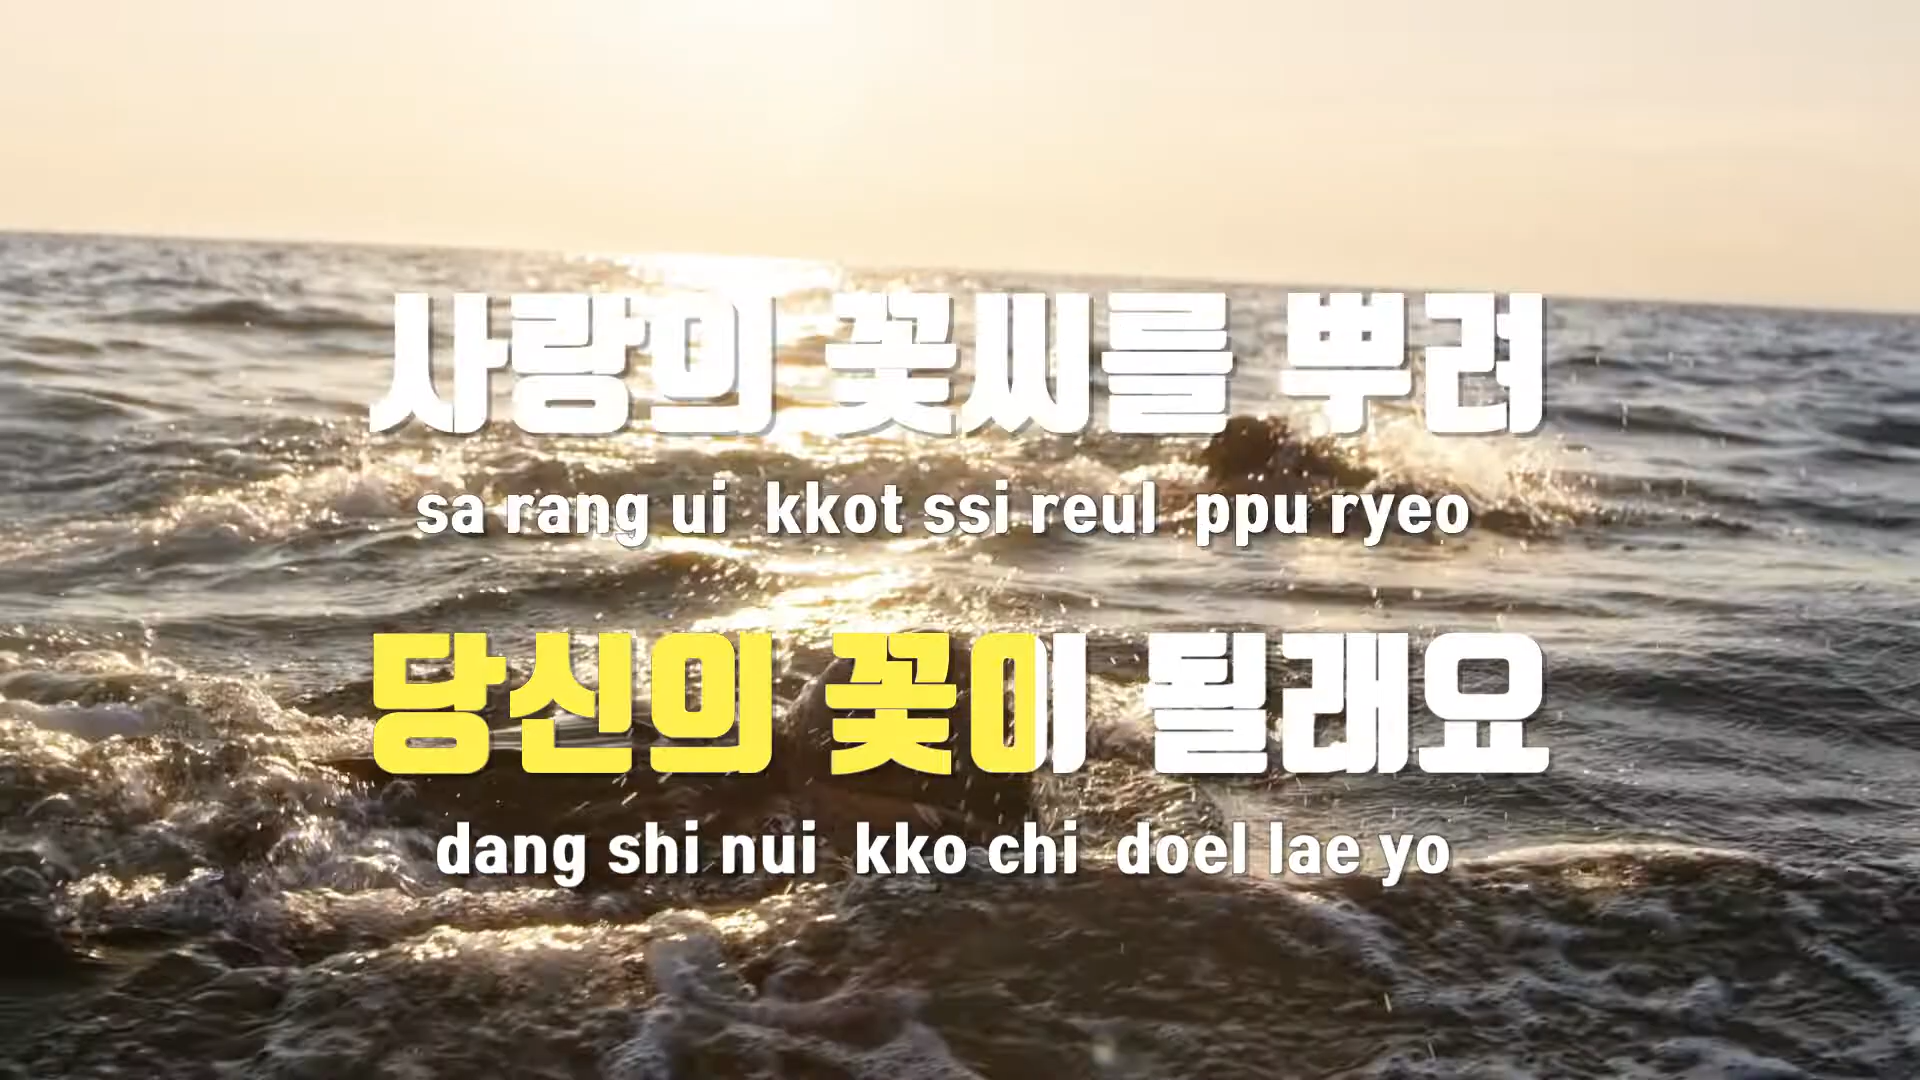 사랑의 꽃씨를 뿌려
sa rang ui kkot ssi reul ppu ryeo
당신의 꽃이 될래요
dang shi nui kko chi doel lae yo